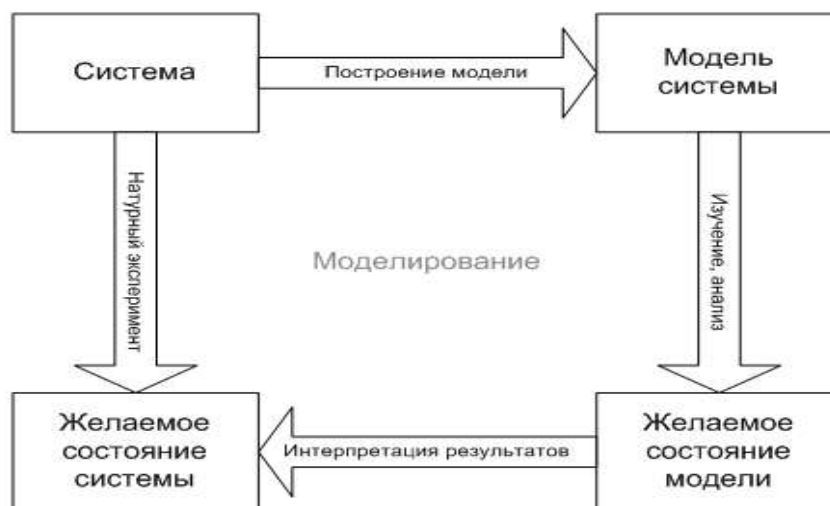 Система
Построение модели
Модель
системы
Натурный эксперимент
Моделирование
Изучение, анализ
Желаемое
состояние
системы
Интерпретация результатов
Желаемое
состояние
модели